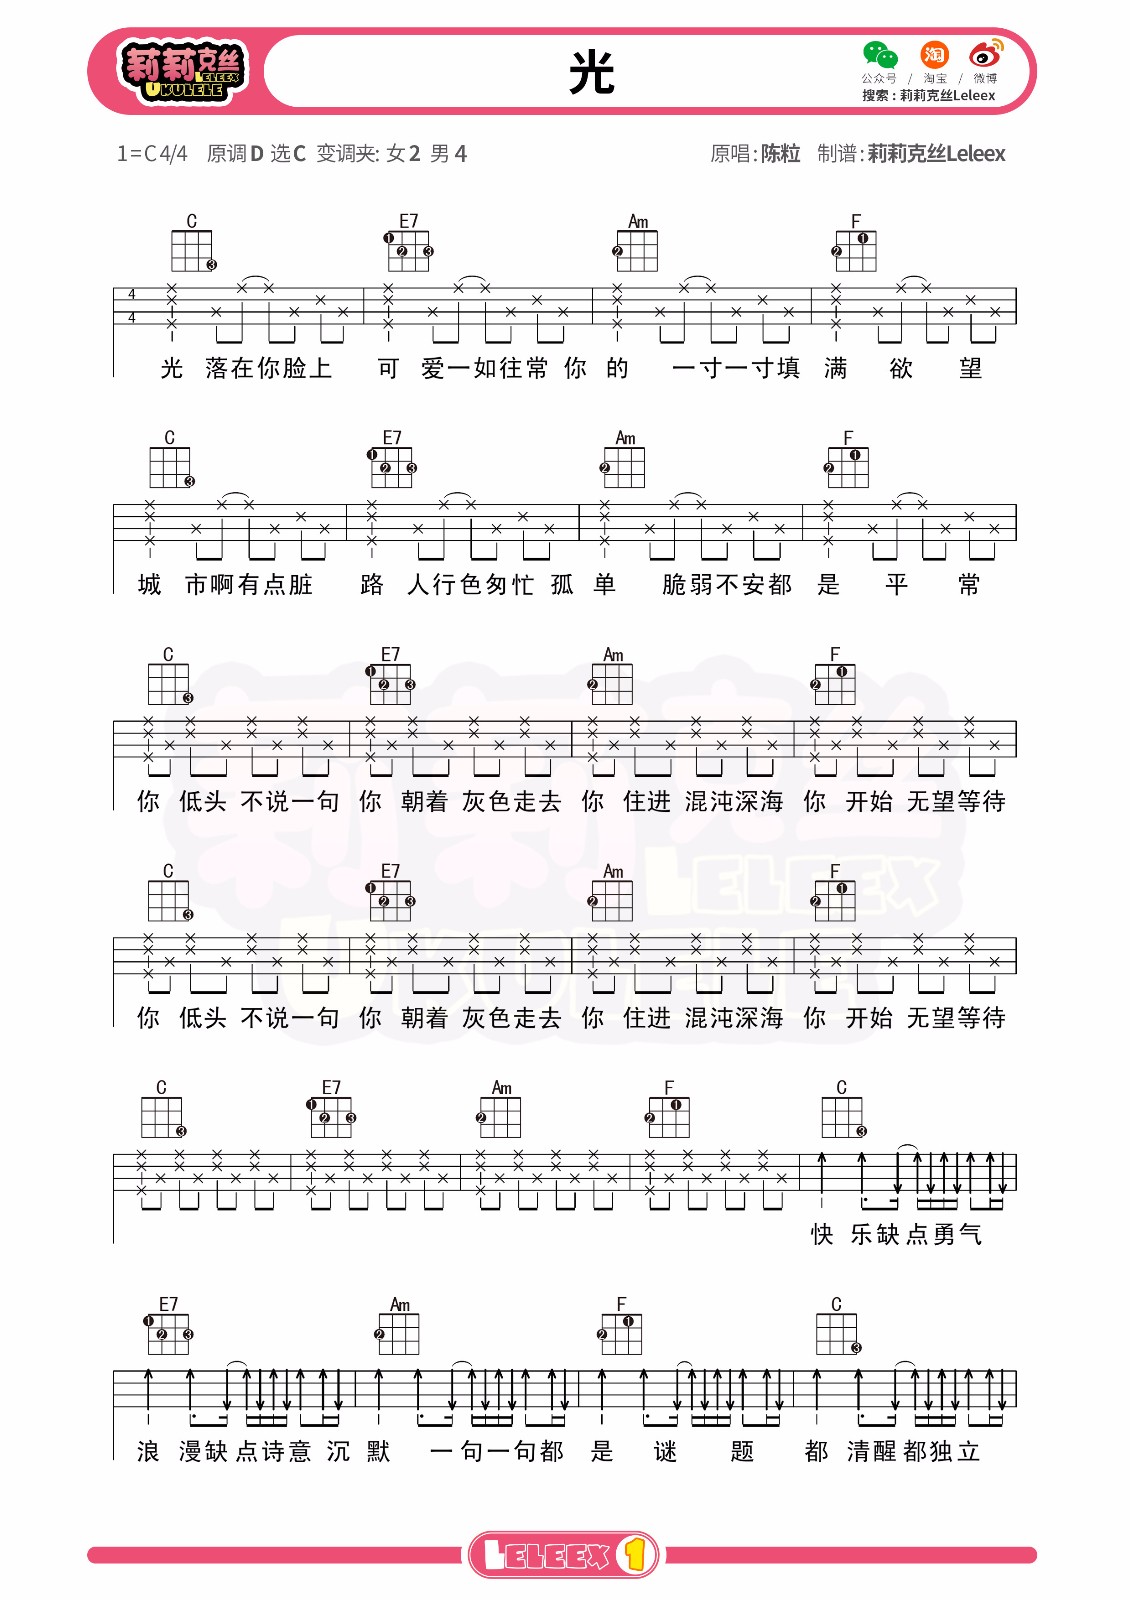 莉莉克丝
LELEEX
UKULELE
光
公众号 / 淘宝 / 微博
搜索：莉莉克丝Leleex
1=C 4/4 原调D 选C 变调夹: 女2 男4
原唱：陈粒 制谱：莉莉克丝Leleex
C E7 Am F
4
4
光 落在你脸上 可 爱一如往常 你 的 一寸一寸填 满 欲 望
C E7 Am F
城 市啊有点脏 路 人行色匆忙 孤 单 脆弱不安都 是 平 常
C E7 Am F
你 低头 不说一句 你 朝着 灰色走去 你 住进 混沌深海 你 开始 无望等待
C E7 Am F
你 低头 不说一句 你 朝着 灰色走去 你 住进 混沌深海 你 开始 无望等待
C E7 Am F C
快 乐缺点勇气
E7 Am F C
浪 漫缺点诗意 沉 默 一句一句都 是 谜 题 都 清醒都独立
莉莉克丝
LELEEX
UKULELE
LELEEX 1